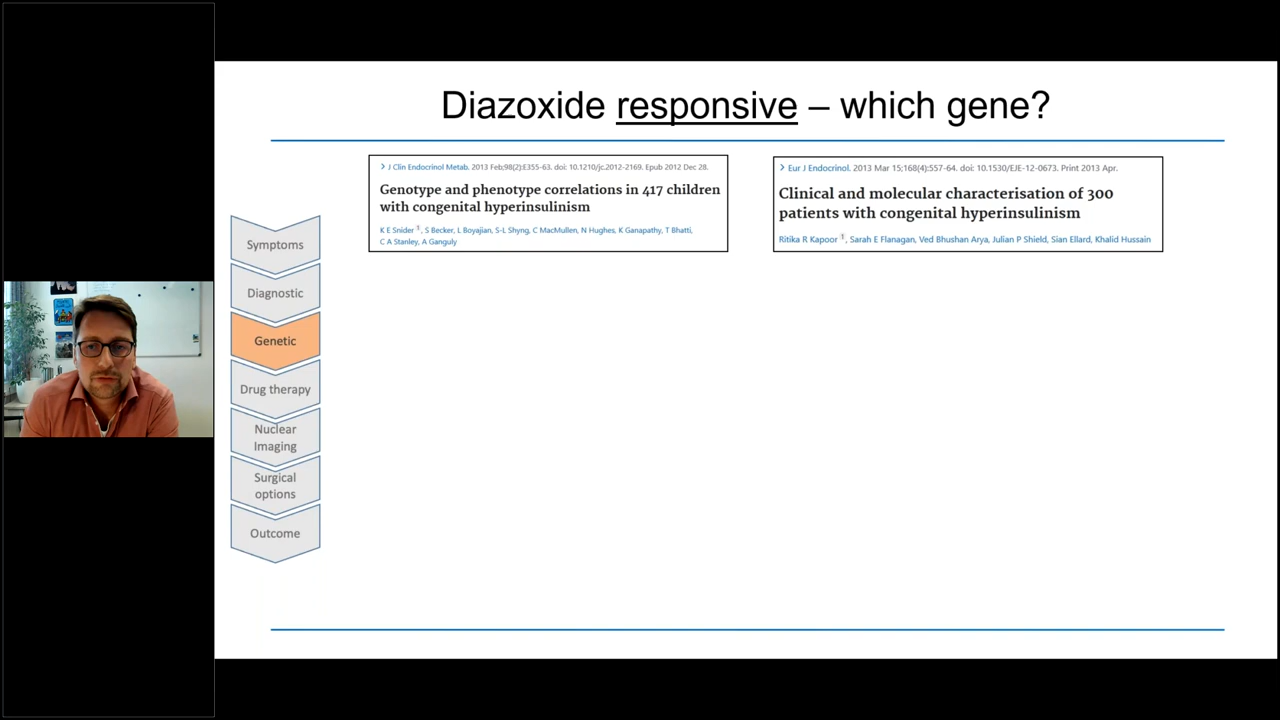 Diazoxide responsive – which gene?
> J Clin Endocrinol Metab. 2013 Feb;98(2):E355-63. doi: 10.1210/jc.2012-2169. Epub 2012 Dec 28.
Genotype and phenotype correlations in 417 children
with congenital hyperinsulinism
K E Snider 1, S Becker, L Boyajian, S-L Shyng, C MacMullen, N Hughes, K Ganapathy, T Bhatti,
C A Stanley, A Ganguly
> Eur J Endocrinol. 2013 Mar 15;168(4):557-64. doi: 10.1530/EJE-12-0673. Print 2013 Apr.
Clinical and molecular characterisation of 300
patients with congenital hyperinsulinism
Ritika R Kapoor 1, Sarah E Flanagan, Ved Bhushan Arya, Julian P Shield, Sian Ellard, Khalid Hussain
Symptoms
Diagnostic
Genetic
Drug therapy
Nuclear
Imaging
Surgical
options
Outcome